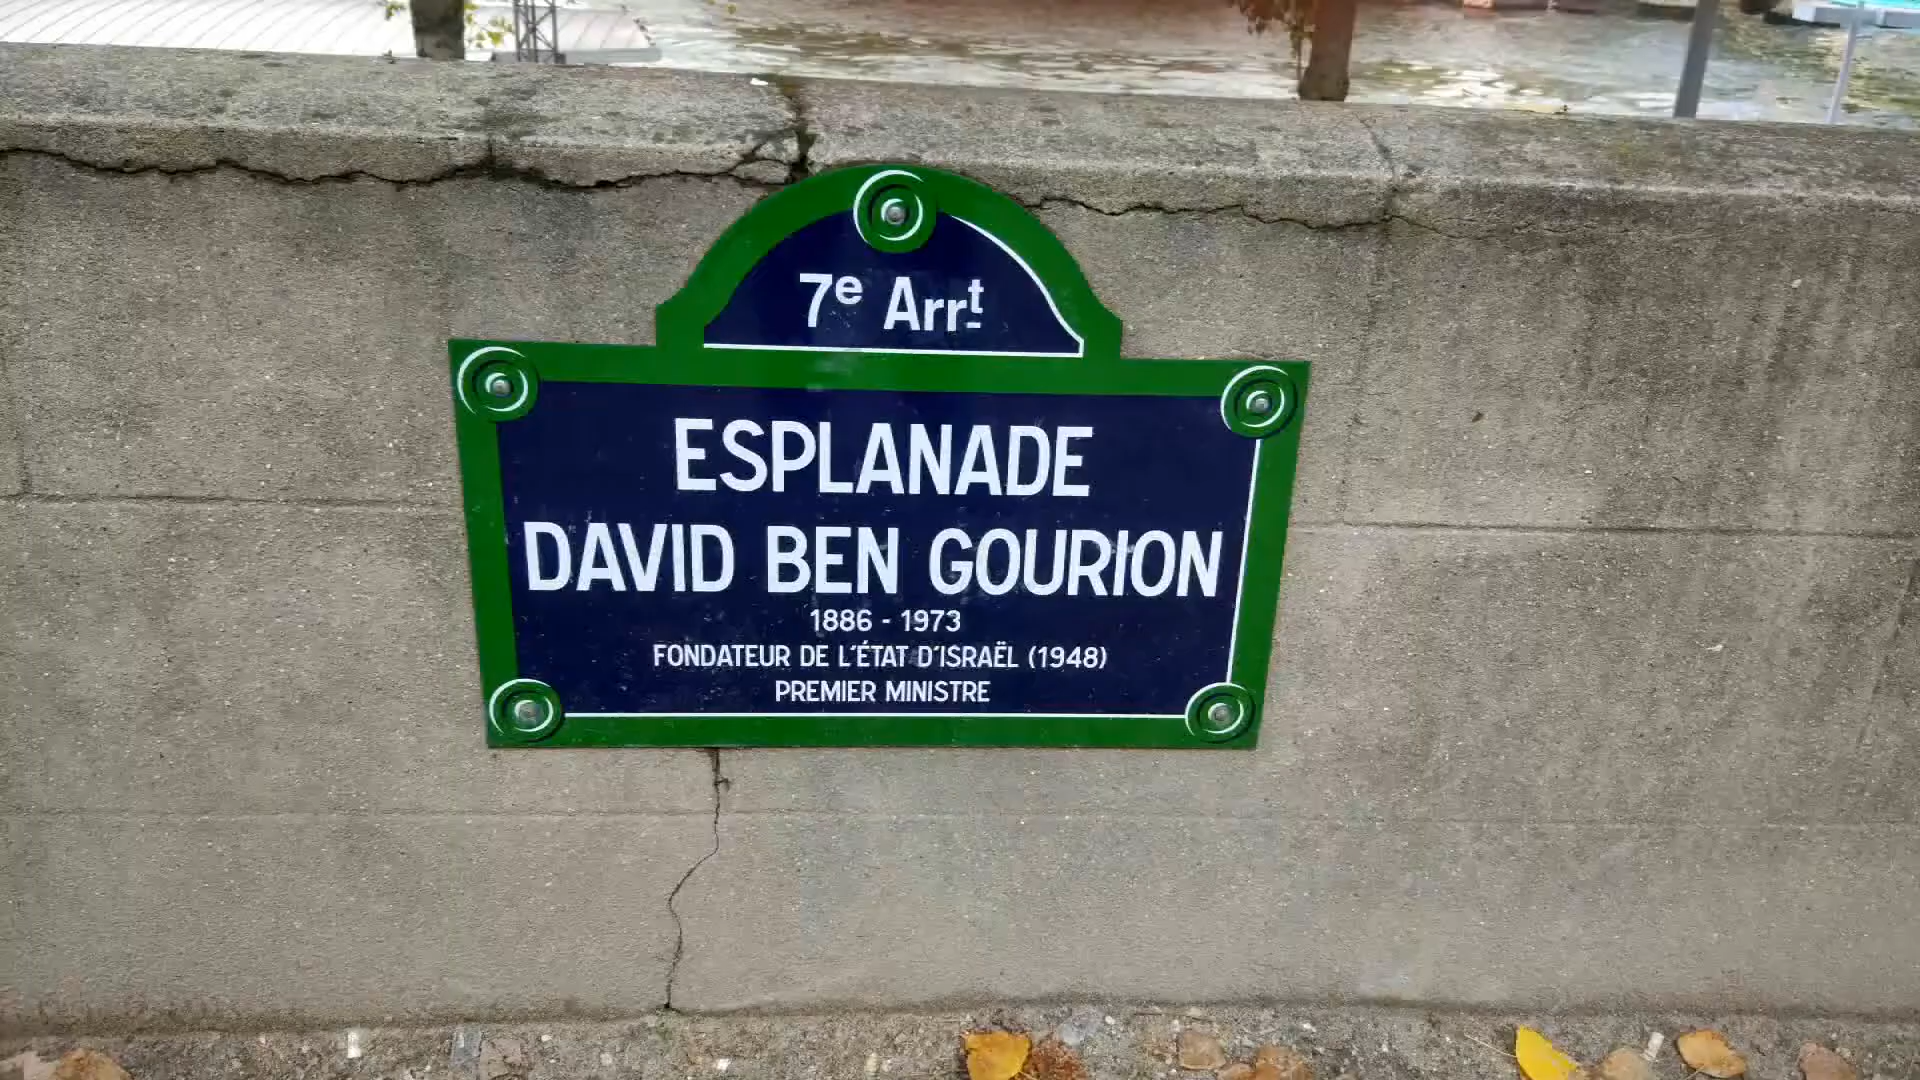 7e Arrt
ESPLANADE
DAVID BEN GOURION
1886 - 1973
FONDATEUR DE L'ÉTAT D'ISRAËL (1948)
PREMIER MINISTRE